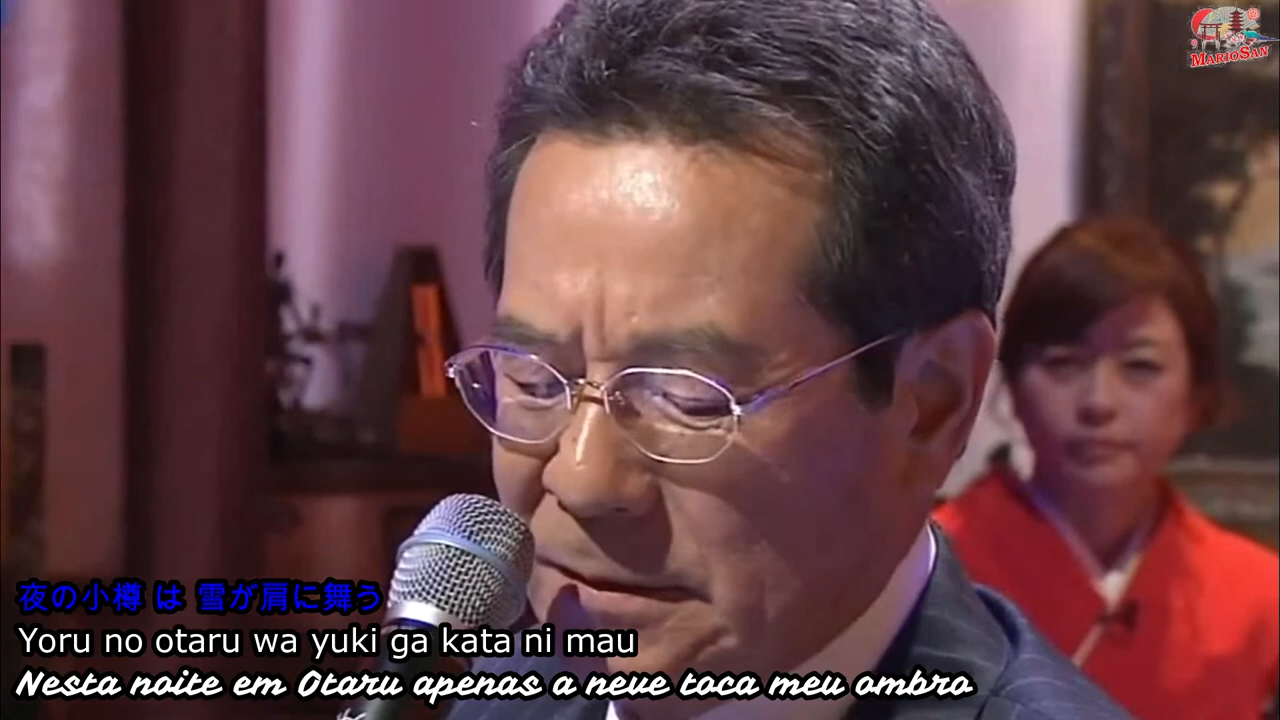 MARIOSAN
夜の小樽 は 雪が肩に舞う
Yoru no otaru wa yuki ga kata ni mau
Nesta noite em Otaru apenas a neve toca meu ombro